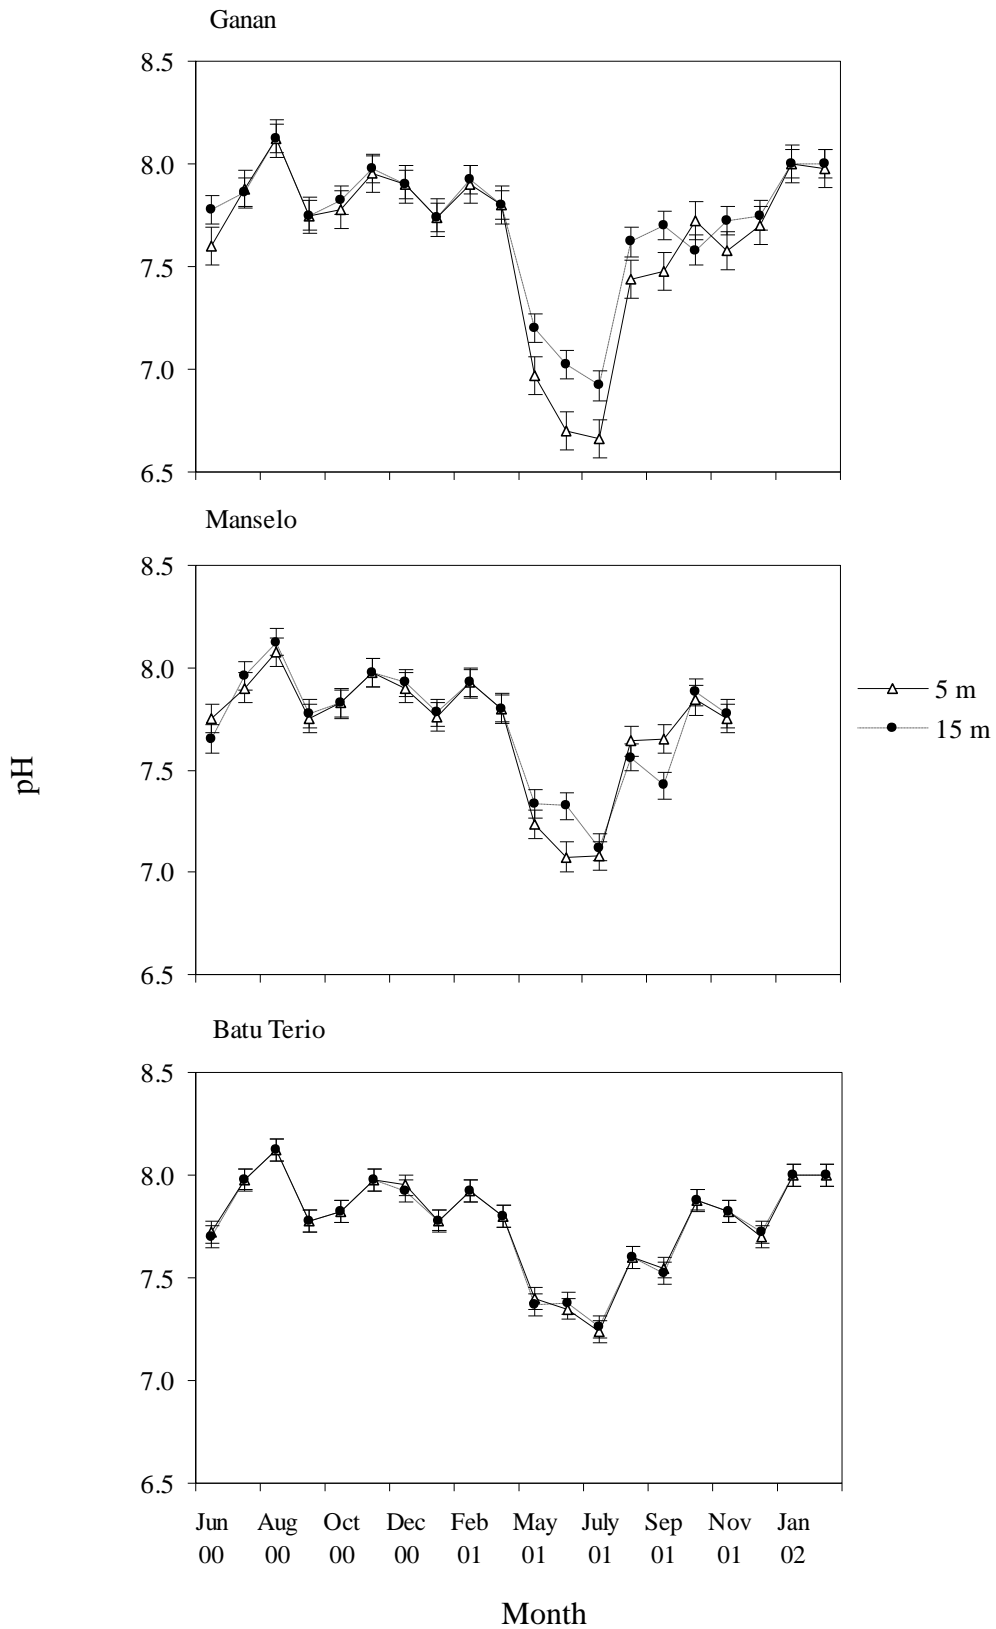 Ganan
8.5
8.0
7.5
7.0
6.5
Manselo
8.5
8.0
7.5
7.0
6.5
pH
5 m
15 m
Batu Terio
8.5
8.0
7.5
7.0
6.5
Jun Aug Oct Dec Feb May July Sep Nov Jan
00 00 00 00 01 01 01 01 01 02
Month